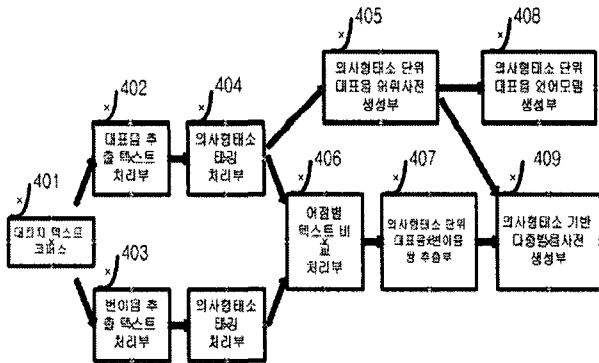 405
408
402
404
의사형태소 단위
대표음 어휘사전
생성부
의사형태소 단위
대표음 언어모델
생성부
대표음 추
출 텍스트
처리부
의사형태소
태깅
처리부
401
406
407
409
대화체 텍스트
코퍼스
어절별
텍스트 비
교
처리부
의사형태소 단위
대표음/변이음
쌍 추출부
의사형태소 기반
다중발음사전
생성부
403
변이음 추
출 텍스트
처리부
의사형태소
태깅
처리부